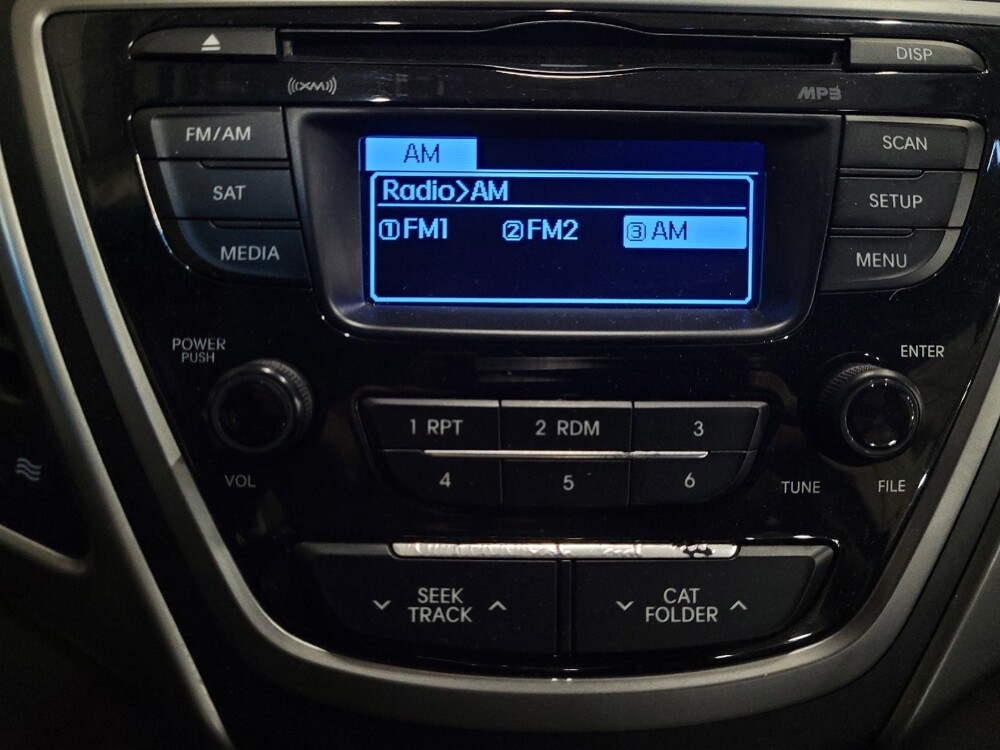 DISP
((XM))
MP3
FM/AM
SAT
MEDIA
AM
Radio>AM
①FM1 ②FM2 ③AM
SCAN
SETUP
MENU
POWER
PUSH
VOL
ENTER
TUNE FILE
1 RPT 2 RDM 3
4 5 6
SEEK
TRACK
CAT
FOLDER